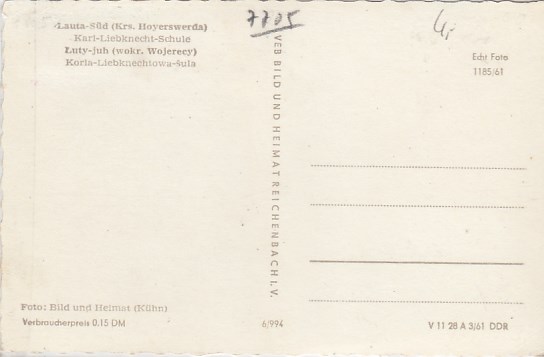 Lauta-Süd (Krs. Hoyerswerda)
Karl-Liebknecht-Schule
Łuty-juh (wokr. Wojerecy)
Korla-Liebknechtowa-šula
7705
VEB BILD UND HEIMAT REICHENBACH I. V.
Echt Foto
1185/61
Foto: Bild und Heimat (Kühn)
Verbraucherpreis 0.15 DM
6/994
V 11 28 A 3/61 DDR